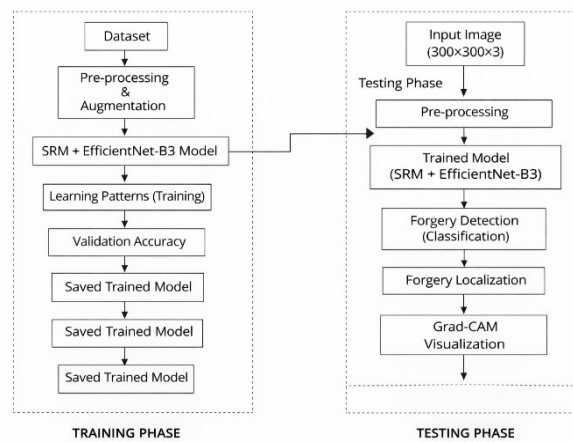 Dataset
Pre-processing
&
Augmentation
SRM + EfficientNet-B3 Model
Learning Patterns (Training)
Validation Accuracy
Saved Trained Model
Saved Trained Model
Saved Trained Model
TRAINING PHASE
Input Image
(300×300×3)
Testing Phase
Pre-processing
Trained Model
(SRM + EfficientNet-B3)
Forgery Detection
(Classification)
Forgery Localization
Grad-CAM
Visualization
TESTING PHASE